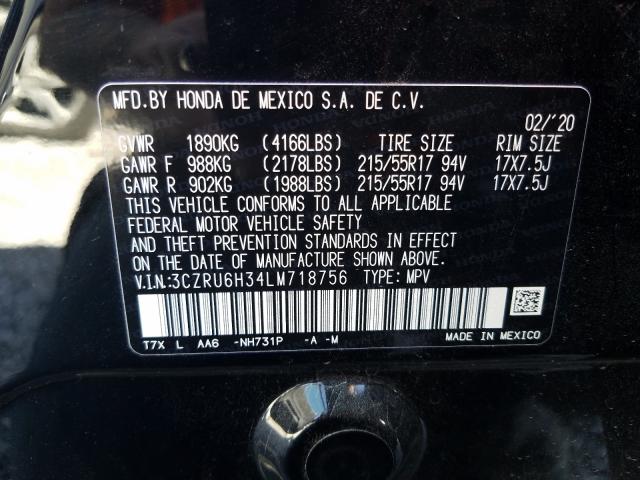 MFD.BY HONDA DE MEXICO S.A. DE C.V.
02/'20
GVWR 1890KG (4166LBS) TIRE SIZE RIM SIZE
GAWR F 988KG (2178LBS) 215/55R17 94V 17X7.5J
GAWR R 902KG (1988LBS) 215/55R17 94V 17X7.5J
THIS VEHICLE CONFORMS TO ALL APPLICABLE
FEDERAL MOTOR VEHICLE SAFETY
AND THEFT PREVENTION STANDARDS IN EFFECT
ON THE DATE OF MANUFACTURE SHOWN ABOVE.
V.I.N:3CZRU6H34LM718756 TYPE: MPV
T7X L AA6 -NH731P -A -M
MADE IN MEXICO